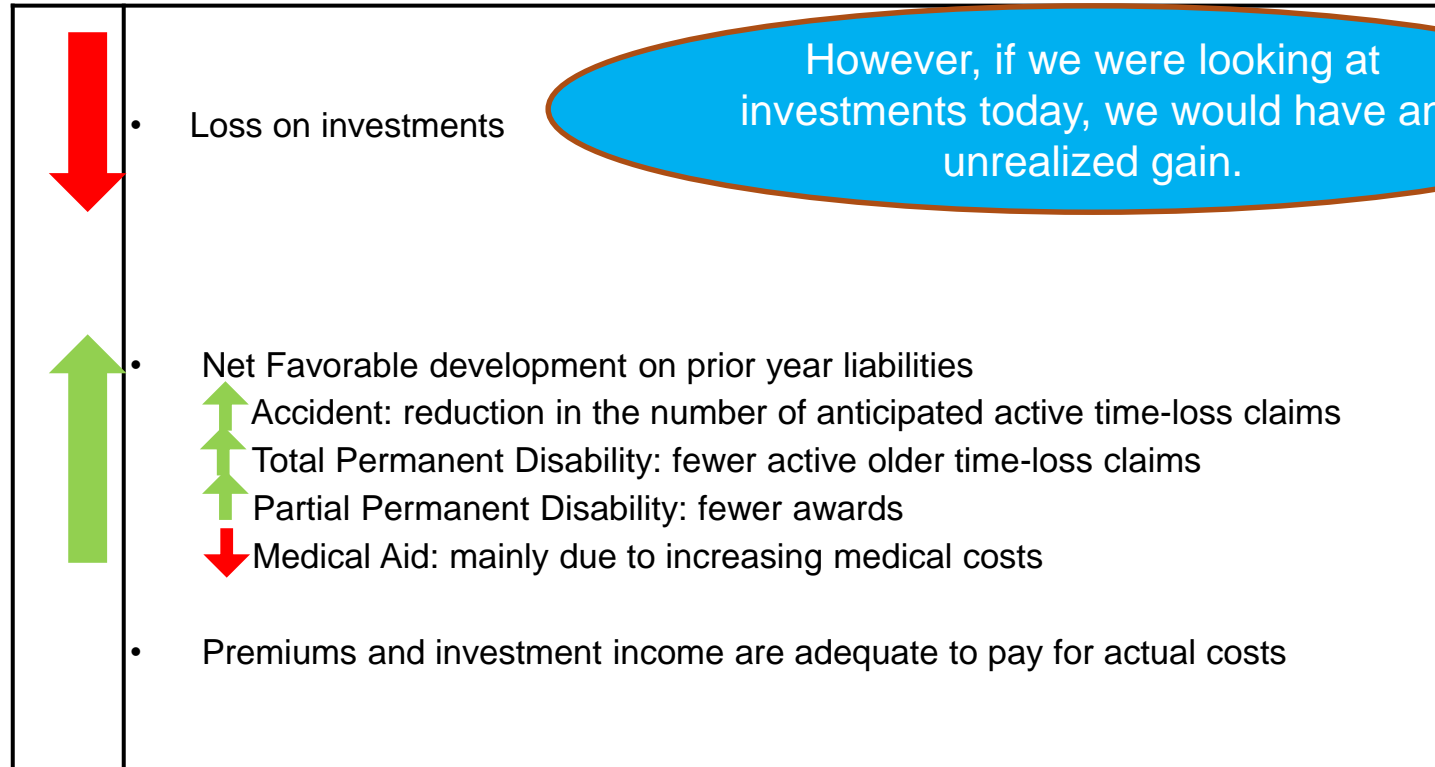 However, if we were looking at
investments today, we would have an
unrealized gain.
• Loss on investments
• Net Favorable development on prior year liabilities
Accident: reduction in the number of anticipated active time-loss claims
Total Permanent Disability: fewer active older time-loss claims
Partial Permanent Disability: fewer awards
Medical Aid: mainly due to increasing medical costs
• Premiums and investment income are adequate to pay for actual costs